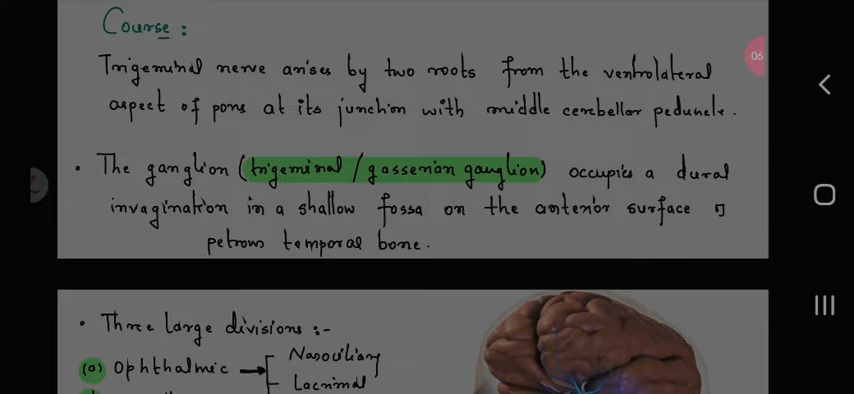 Course :
Trigeminal nerve arises by two roots from the ventrolateral
aspect of pons at its junction with middle cerebellar peduncle.
• The ganglion (trigeminal / gasserian ganglion) occupies a dural
invagination in a shallow fossa on the anterior surface of
petrous temporal bone.
• Three large divisions :-
(a) Ophthalmic → Nasociliary
Lacrimal